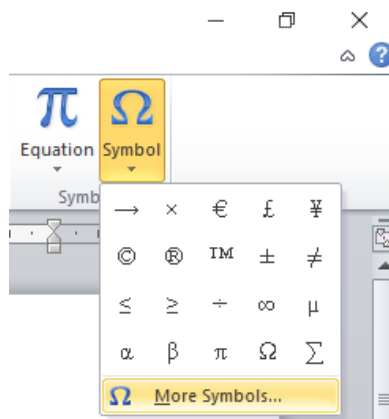 ?
π Ω
Equation Symbol
Symb
→ × € £ ¥
© ® ™ ± ≠
≤ ≥ ÷ ∞ µ
α β π Ω ∑
Ω More Symbols...